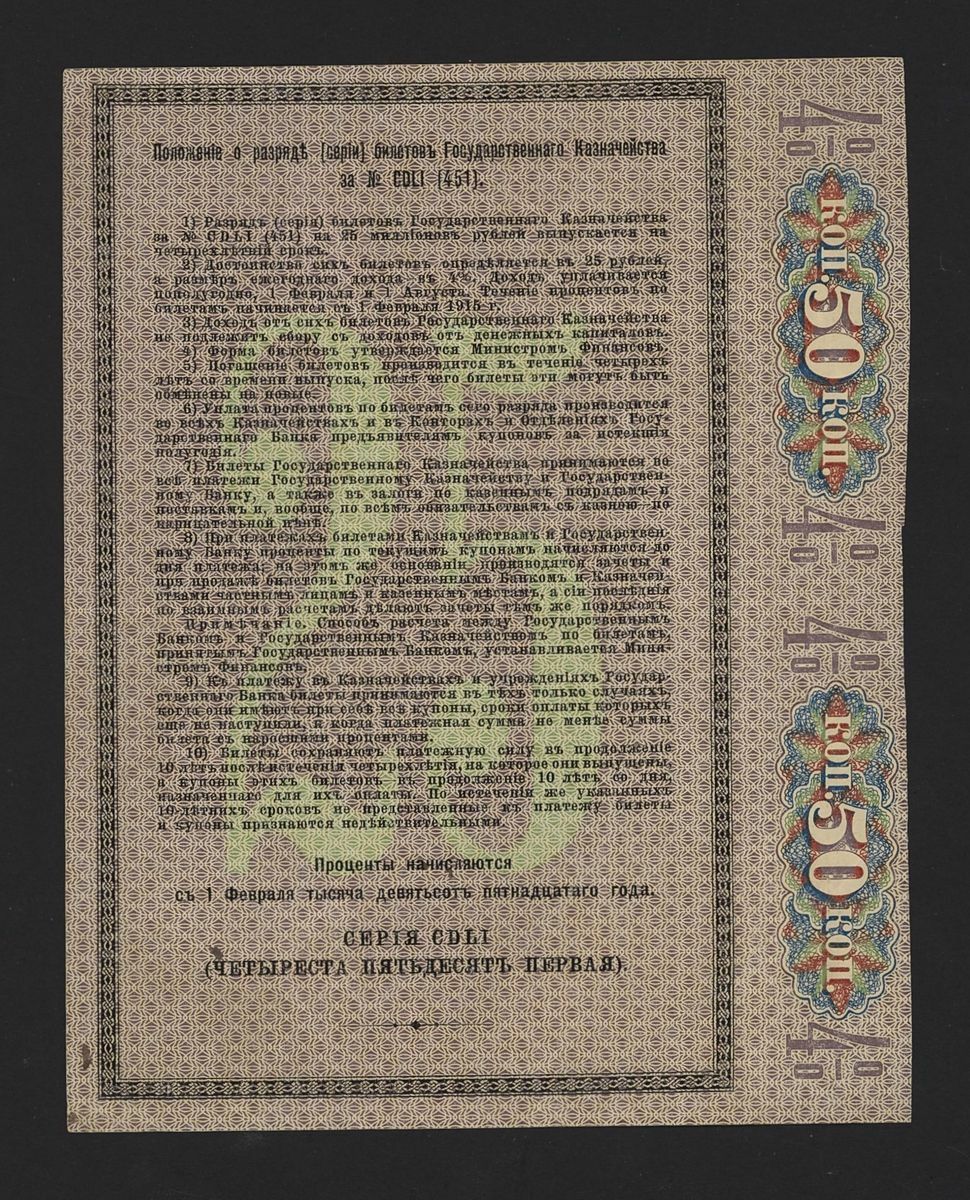 Положеніе о разрядѣ (серіи) билетовъ Государственнаго Казначейства
за № CDLI (451).
1) Разрядъ (серія) билетовъ Государственнаго Казначейства
за № CDLI (451) на 25 милліоновъ рублей выпускается на
четырехлѣтній срокъ.
2) Достоинства сихъ билетовъ опредѣляется въ 25 рублей,
а размѣръ ежегоднаго дохода въ 4%. Доходъ уплачивается
пополугодно, 1 Февраля и 1 Августа. Теченіе процентовъ по
билетамъ начинается съ 1 Февраля 1915 г.
3) Доходъ отъ сихъ билетовъ Государственнаго Казначейства
не подлежитъ сбору съ доходовъ отъ денежныхъ капиталовъ.
4) Форма билетовъ утверждается Министромъ Финансовъ.
5) Погашеніе билетовъ производится въ теченіе четырехъ
лѣтъ со времени выпуска, послѣ чего билеты эти могутъ быть
обмѣнены на новые.
6) Уплата процентовъ по билетамъ сего разряда производится
во всѣхъ Казначействахъ и въ Конторахъ и Отдѣленіяхъ Госу-
дарственнаго Банка предъявителямъ купоновъ за истекшія
полугодія.
7) Билеты Государственнаго Казначейства принимаются во
всѣ платежи Государственному Казначейству и Государствен-
ному Банку, а также въ залоги по казеннымъ подрядамъ и
поставкамъ и, вообще, по всѣмъ обязательствамъ съ казною по
нарицательной цѣнѣ.
8) При платежахъ билетами Казначействамъ и Государствен-
ному Банку проценты по текущимъ купонамъ начисляются до
дня платежа; на этомъ же основаніи производятся зачеты и
при продажѣ билетовъ Государственнымъ Банкомъ и Казначей-
ствами частнымъ лицамъ и казеннымъ мѣстамъ, а сіи послѣднія
по взаимнымъ расчетамъ дѣлаютъ зачеты тѣмъ же порядкомъ.
Примѣчаніе. Способъ расчета между Государственнымъ
Банкомъ и Государственнымъ Казначействомъ по билетамъ,
принятымъ Государственнымъ Банкомъ, устанавливается Мини-
стромъ Финансовъ.
9) Къ платежу въ Казначействахъ и учрежденіяхъ Государ-
ственнаго Банка билеты принимаются въ тѣхъ только случаяхъ,
когда они имѣютъ при себѣ всѣ купоны, сроки оплаты которыхъ
еще не наступили, и когда платежная сумма не менѣе суммы
билета съ наросшими процентами.
10) Билеты сохраняютъ платежную силу въ продолженіе
10 лѣтъ послѣ истеченія четырехлѣтія, на которое они выпущены,
а купоны этихъ билетовъ въ продолженіе 10 лѣтъ со дня,
назначеннаго для ихъ оплаты. По истеченіи же указанныхъ
10-лѣтнихъ сроковъ не представленные къ платежу билеты
и купоны признаются недѣйствительными.
Проценты начисляются
съ 1 Февраля тысяча девятьсотъ пятнадцатаго года.
СЕРІЯ CDLI
(ЧЕТЫРЕСТА ПЯТЬДЕСЯТЪ ПЕРВАЯ).
25
4%
коп. 50 коп.
4%
4%
коп. 50 коп.
4%